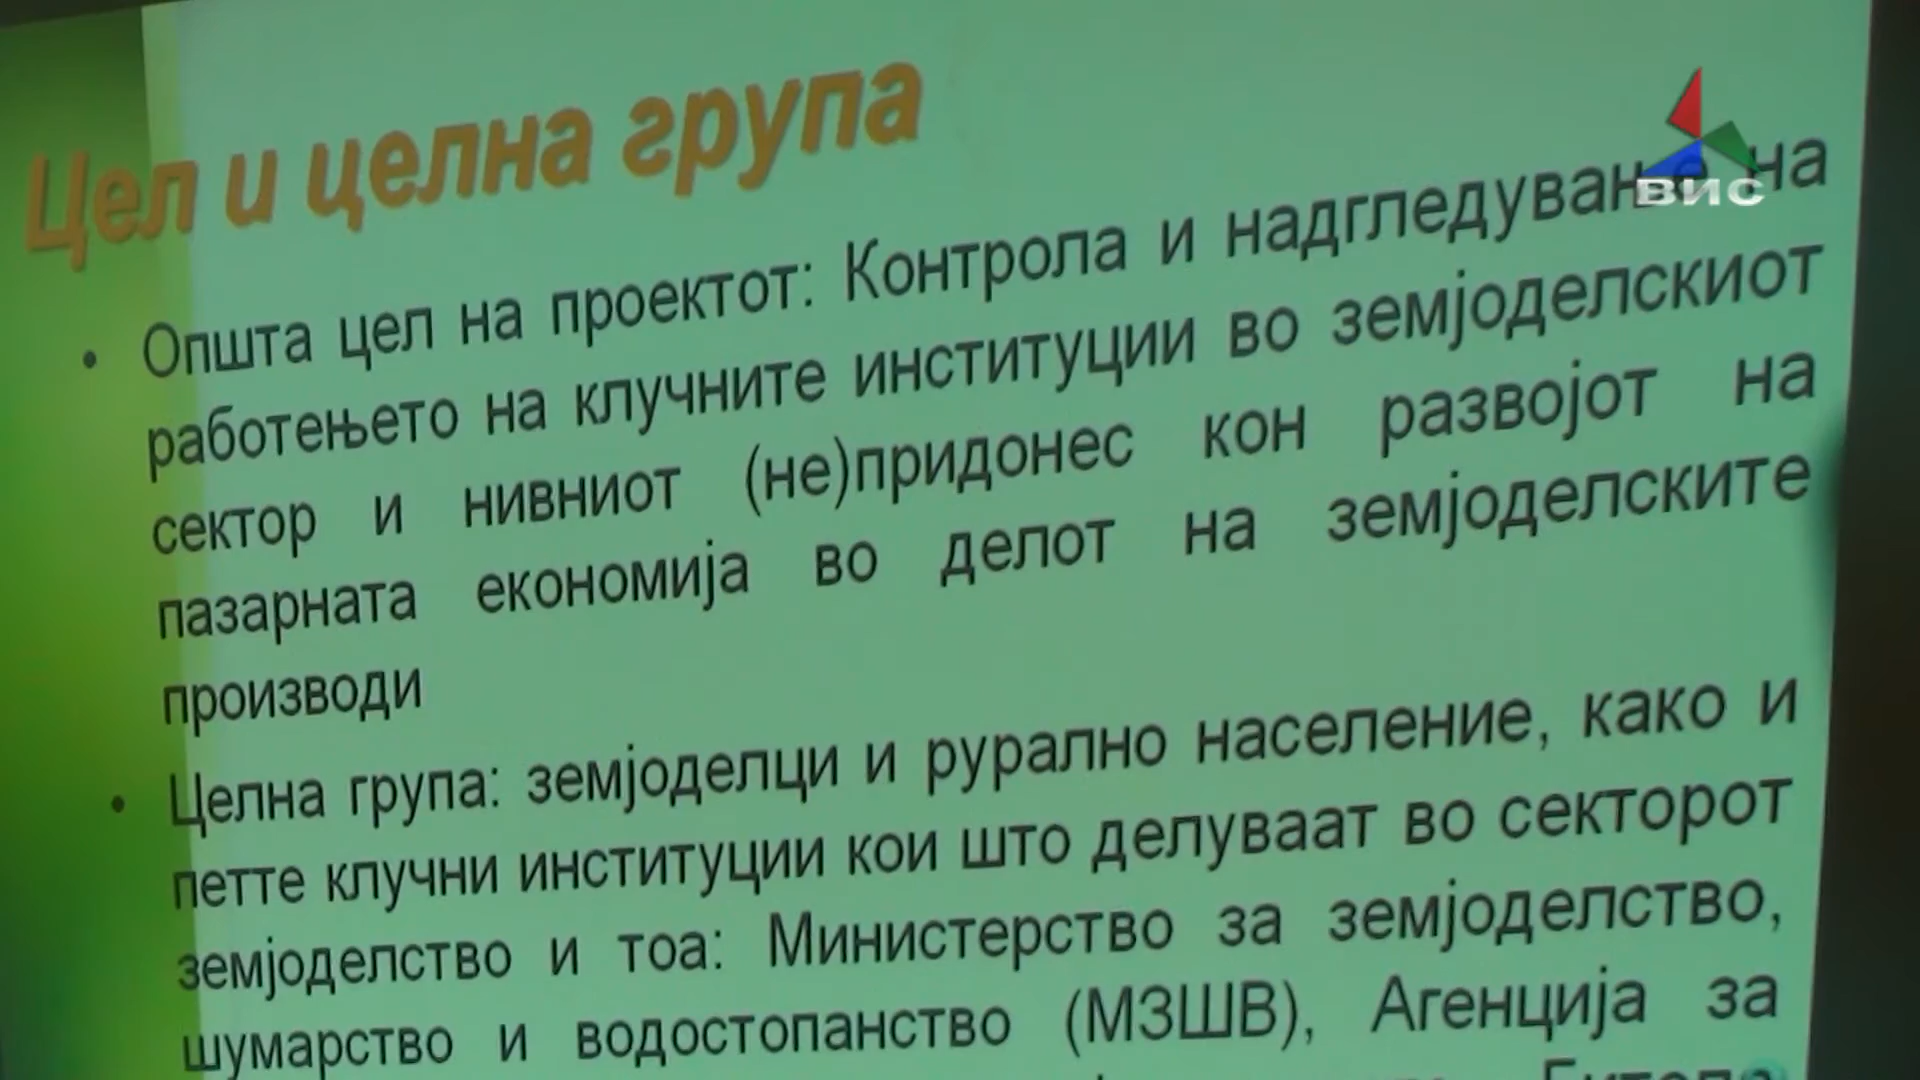 Цел и целна група
ВИС
• Општа цел на проектот: Контрола и надгледување на
работењето на клучните институции во земјоделскиот
сектор и нивниот (не)придонес кон развојот на
пазарната економија во делот на земјоделските
производи
• Целна група: земјоделци и рурално население, како и
петте клучни институции кои што делуваат во секторот
земјоделство и тоа: Министерство за земјоделство,
шумарство и водостопанство (МЗШВ), Агенција за
Битола